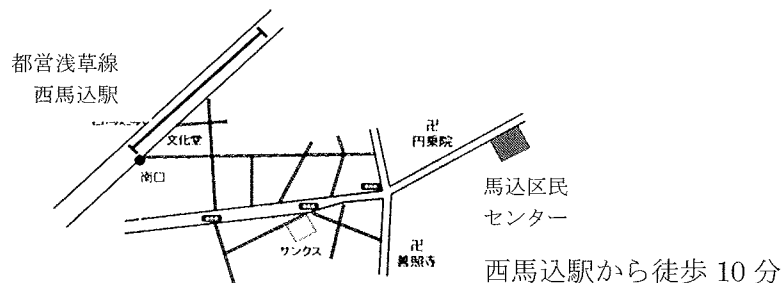 都営浅草線
西馬込駅
文化堂
南口
卍
円乗院
馬込区民
センター
サンクス
卍
萬照寺
西馬込駅から徒歩 10 分